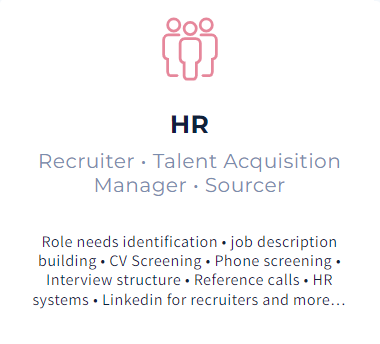 HR
Recruiter • Talent Acquisition
Manager • Sourcer
Role needs identification • job description
building • CV Screening • Phone screening •
Interview structure • Reference calls • HR
systems • Linkedin for recruiters and more...